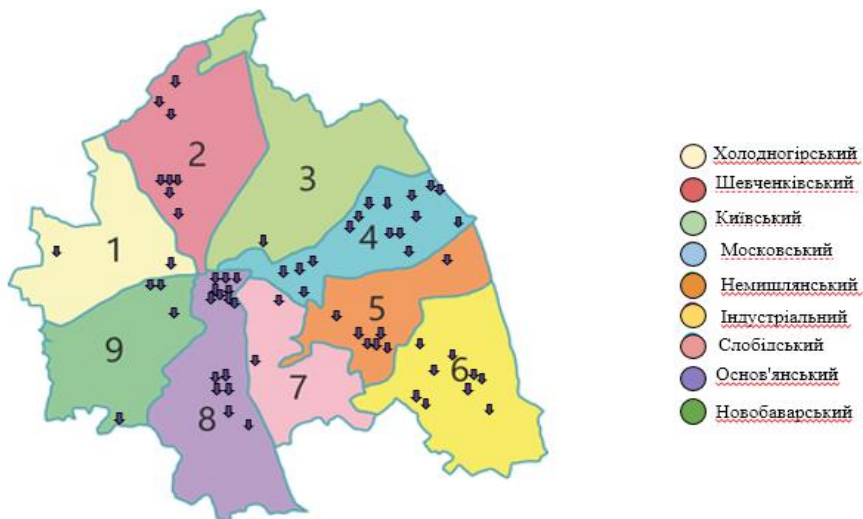 1
2
3
4
5
6
7
8
9
Холодногірський
Шевченківський
Київський
Московський
Немишлянський
Індустріальний
Слобідський
Основ'янський
Новобаварський